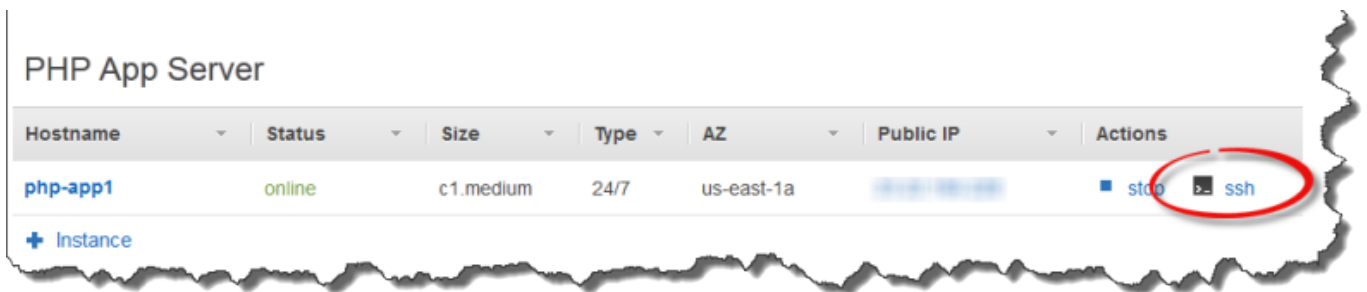 PHP App Server
Hostname Status Size Type AZ Public IP Actions
php-app1 online c1.medium 24/7 us-east-1a stop ssh
Instance